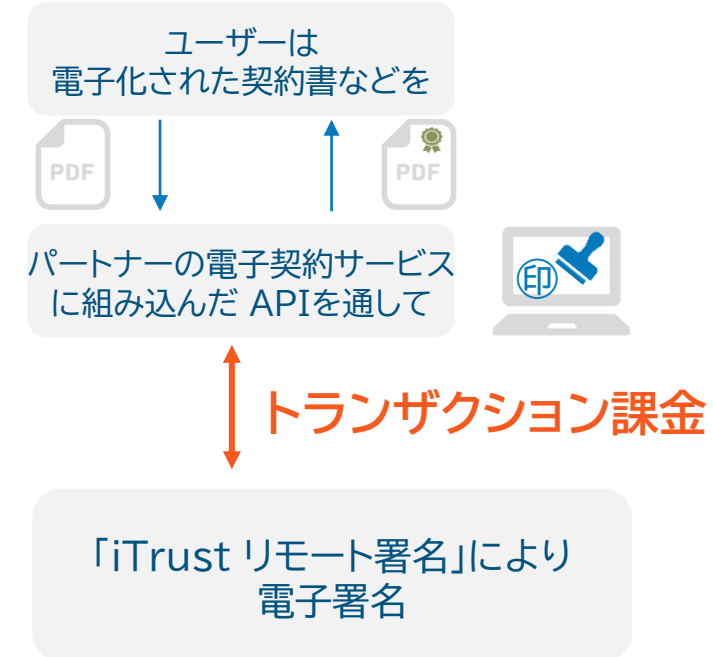 ユーザーは
電子化された契約書などを
PDF
PDF
パートナーの電子契約サービス
に組み込んだ APIを通して
印
トランザクション課金
「iTrust リモート署名」により
電子署名